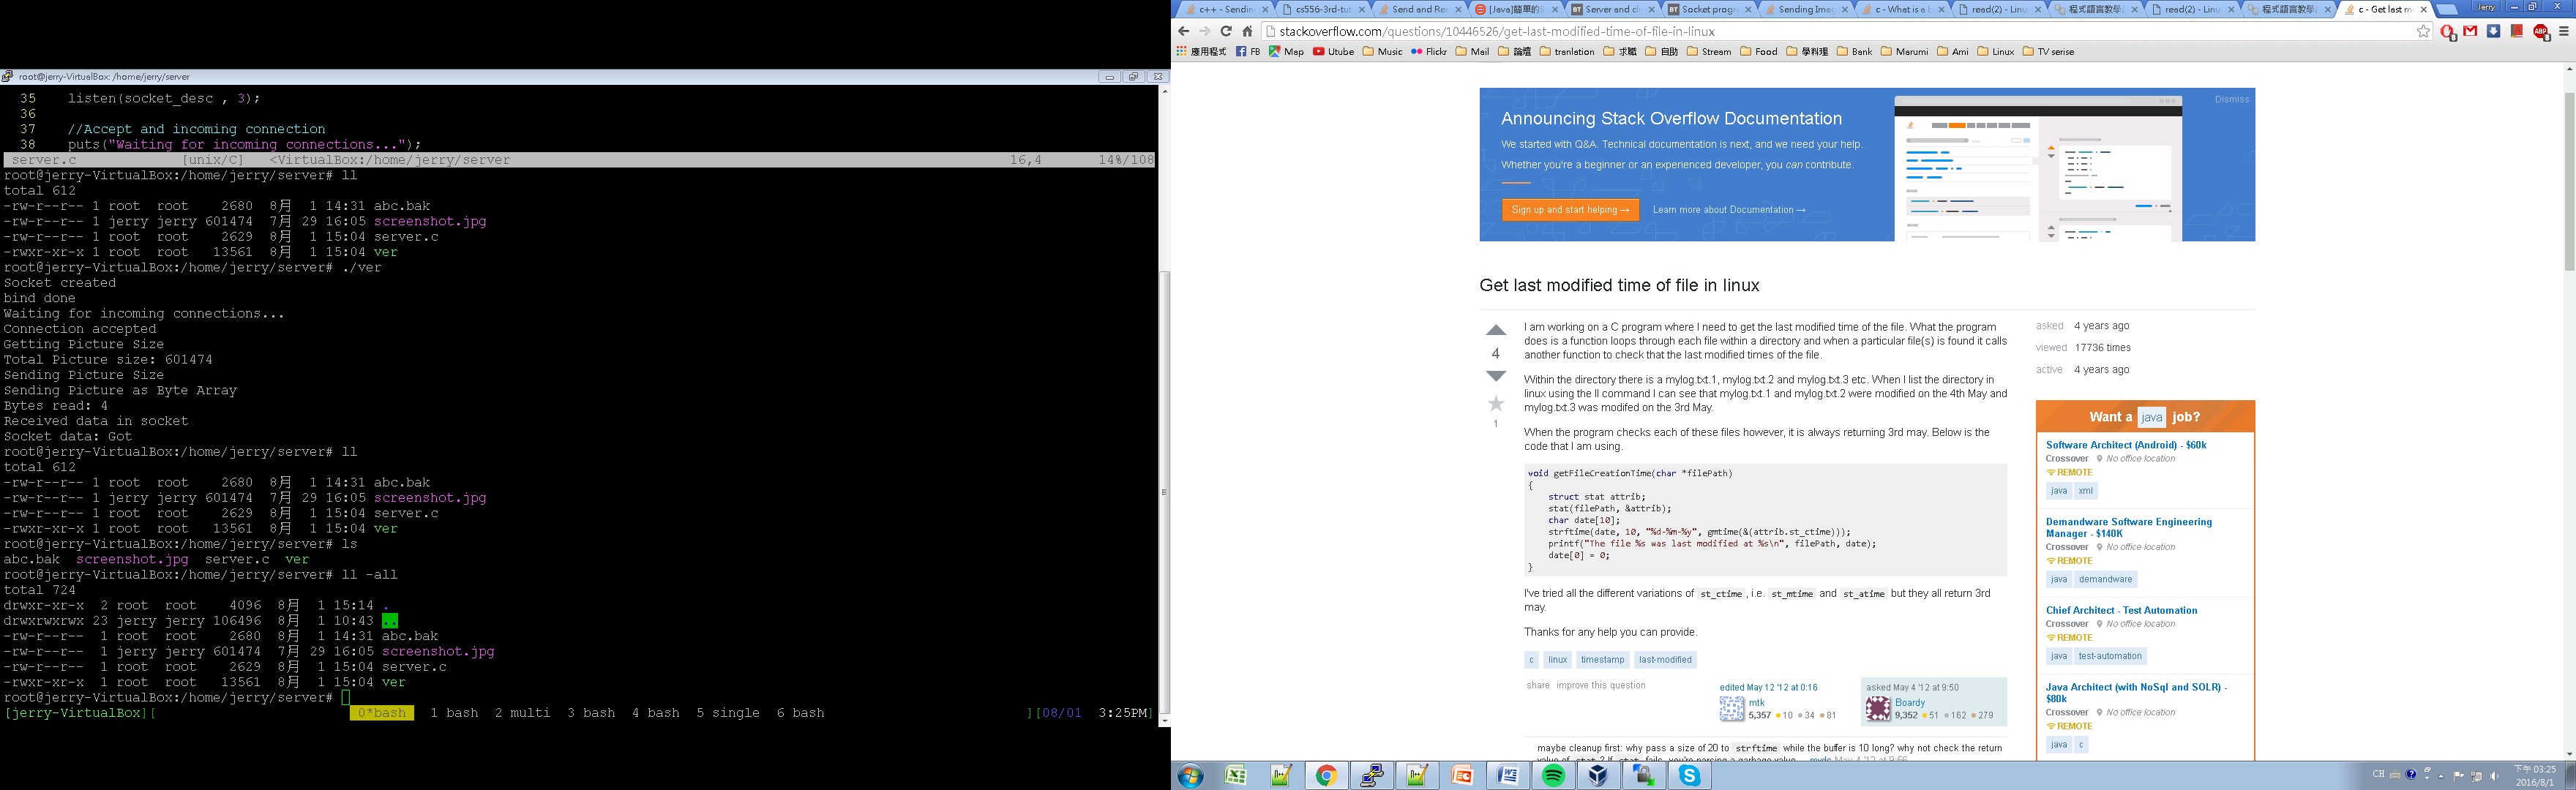 root@jerry-VirtualBox: /home/jerry/server
35 listen(socket_desc , 3);
36
37 //Accept and incoming connection
38 puts("Waiting for incoming connections...");
server.c [unix/C] <VirtualBox:/home/jerry/server 16,4 14%/108
root@jerry-VirtualBox:/home/jerry/server# ll
total 612
-rw-r--r-- 1 root root 2680 8月 1 14:31 abc.bak
-rw-r--r-- 1 jerry jerry 601474 7月 29 16:05 screenshot.jpg
-rw-r--r-- 1 root root 2629 8月 1 15:04 server.c
-rwxr-xr-x 1 root root 13561 8月 1 15:04 ver
root@jerry-VirtualBox:/home/jerry/server# ./ver
Socket created
bind done
Waiting for incoming connections...
Connection accepted
Getting Picture Size
Total Picture size: 601474
Sending Picture Size
Sending Picture as Byte Array
Bytes read: 4
Received data in socket
Socket data: Got
root@jerry-VirtualBox:/home/jerry/server# ll
total 612
-rw-r--r-- 1 root root 2680 8月 1 14:31 abc.bak
-rw-r--r-- 1 jerry jerry 601474 7月 29 16:05 screenshot.jpg
-rw-r--r-- 1 root root 2629 8月 1 15:04 server.c
-rwxr-xr-x 1 root root 13561 8月 1 15:04 ver
root@jerry-VirtualBox:/home/jerry/server# ls
abc.bak screenshot.jpg server.c ver
root@jerry-VirtualBox:/home/jerry/server# ll -all
total 724
drwxr-xr-x 2 root root 4096 8月 1 15:14 .
drwxrwxrwx 23 jerry jerry 106496 8月 1 10:43 ..
-rw-r--r-- 1 root root 2680 8月 1 14:31 abc.bak
-rw-r--r-- 1 jerry jerry 601474 7月 29 16:05 screenshot.jpg
-rw-r--r-- 1 root root 2629 8月 1 15:04 server.c
-rwxr-xr-x 1 root root 13561 8月 1 15:04 ver
root@jerry-VirtualBox:/home/jerry/server#
[jerry-VirtualBox][ 0*bash 1 bash 2 multi 3 bash 4 bash 5 single 6 bash ][08/01 3:25PM]
c++ - Sending cs556-3rd-tut Send and Re [Java]簡單的 Server and cli Socket prog Sending Ima c - What is a b read(2) - Linu 程式語言教學 read(2) - Linu 程式語言教學 c - Get last m Jerry
stackoverflow.com/questions/10446526/get-last-modified-time-of-file-in-linux
應用程式 FB Map Utube Music Flickr Mail 論壇 tranlation 求職 自助 Stream Food 學科理 Bank Marumi Ami Linux TV serise
Dismiss
Announcing Stack Overflow Documentation
We started with Q&A. Technical documentation is next, and we need your help.
Whether you're a beginner or an experienced developer, you can contribute.
Sign up and start helping → Learn more about Documentation →
Get last modified time of file in linux
4
1
I am working on a C program where I need to get the last modified time of the file. What the program
does is a function loops through each file within a directory and when a particular file(s) is found it calls
another function to check that the last modified times of the file.
Within the directory there is a mylog.txt.1, mylog.txt.2 and mylog.txt.3 etc. When I list the directory in
linux using the ll command I can see that mylog.txt.1 and mylog.txt.2 were modified on the 4th May and
mylog.txt.3 was modifed on the 3rd May.
When the program checks each of these files however, it is always returning 3rd may. Below is the
code that I am using.
void getFileCreationTime(char *filePath)
{
struct stat attrib;
stat(filePath, &attrib);
char date[10];
strftime(date, 10, "%d-%m-%y", gmtime(&(attrib.st_ctime)));
printf("The file %s was last modified at %s\n", filePath, date);
date[0] = 0;
}
I've tried all the different variations of st_ctime , i.e. st_mtime and st_atime but they all return 3rd
may.
Thanks for any help you can provide.
c linux timestamp last-modified
share improve this question
edited May 12 '12 at 0:16
mtk
5,357 10 34 81
asked May 4 '12 at 9:50
Boardy
9,352 51 162 279
maybe cleanup first: why pass a size of 20 to strftime while the buffer is 10 long? why not check the return
value of stat ? If stat fails, you're parsing a garbage value.
asked 4 years ago
viewed 17736 times
active 4 years ago
Want a java job?
Software Architect (Android) - $60k
Crossover No office location
REMOTE
java xml
Demandware Software Engineering
Manager - $140K
Crossover No office location
REMOTE
java demandware
Chief Architect - Test Automation
Crossover No office location
REMOTE
java test-automation
Java Architect (with NoSql and SOLR) -
$80k
Crossover No office location
REMOTE
java c
CH
下午 03:25
2016/8/1